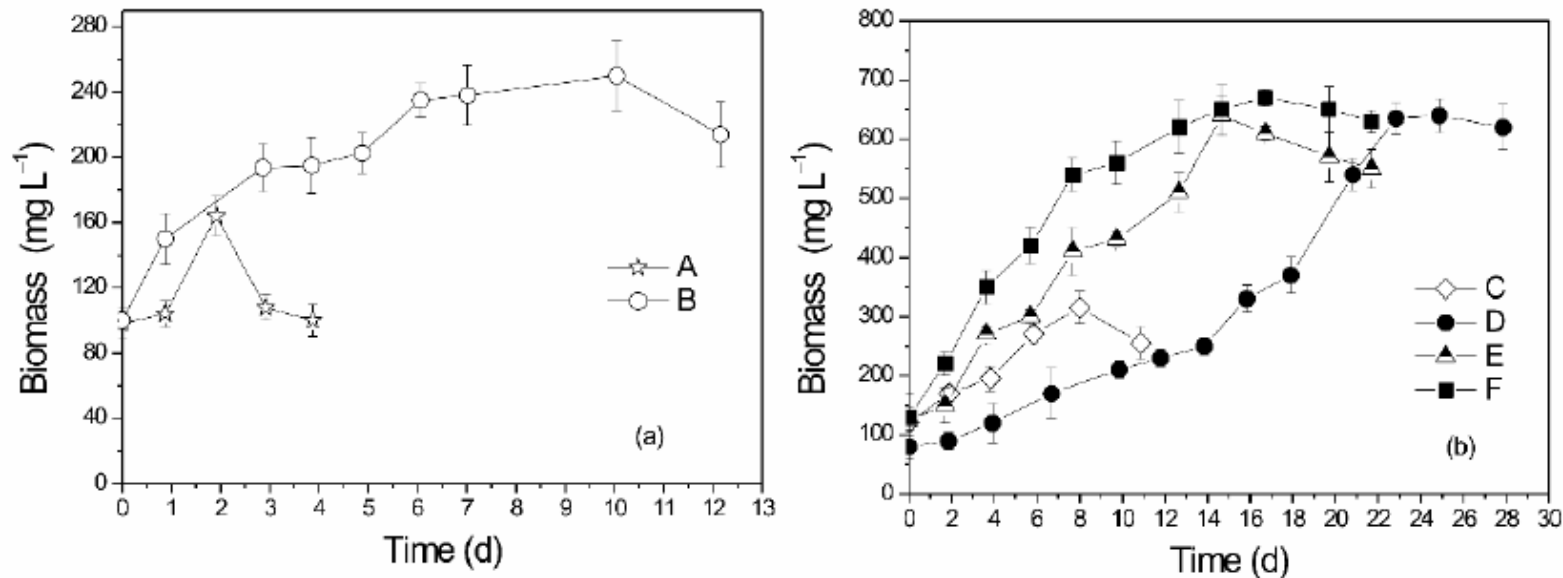 280
240
200
160
120
80
40
0
Biomass (mg L⁻¹)
0 1 2 3 4 5 6 7 8 9 10 11 12 13
Time (d)
A
B
(a)
800
700
600
500
400
300
200
100
0
Biomass (mg L⁻¹)
0 2 4 6 8 10 12 14 16 18 20 22 24 26 28 30
Time (d)
C
D
E
F
(b)